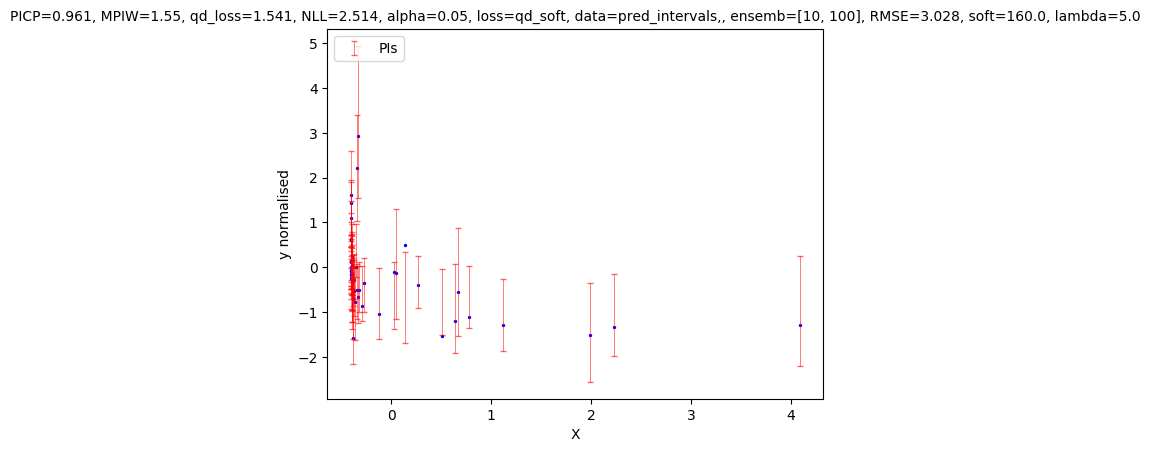 PICP=0.961, MPIW=1.55, qd_loss=1.541, NLL=2.514, alpha=0.05, loss=qd_soft, data=pred_intervals,, ensemb=[10, 100], RMSE=3.028, soft=160.0, lambda=5.0
PIs
y normalised
5
4
3
2
1
0
−1
−2
0 1 2 3 4
X